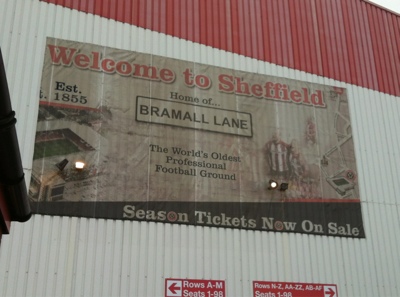 Welcome to Sheffield
Est.
1855
Home of...
BRAMALL LANE
The World's Oldest
Professional
Football Ground
Season Tickets Now On Sale
Rows A-M
Seats 1-98
Rows N-Z, AA-ZZ, AB-AF
Seats 1-98